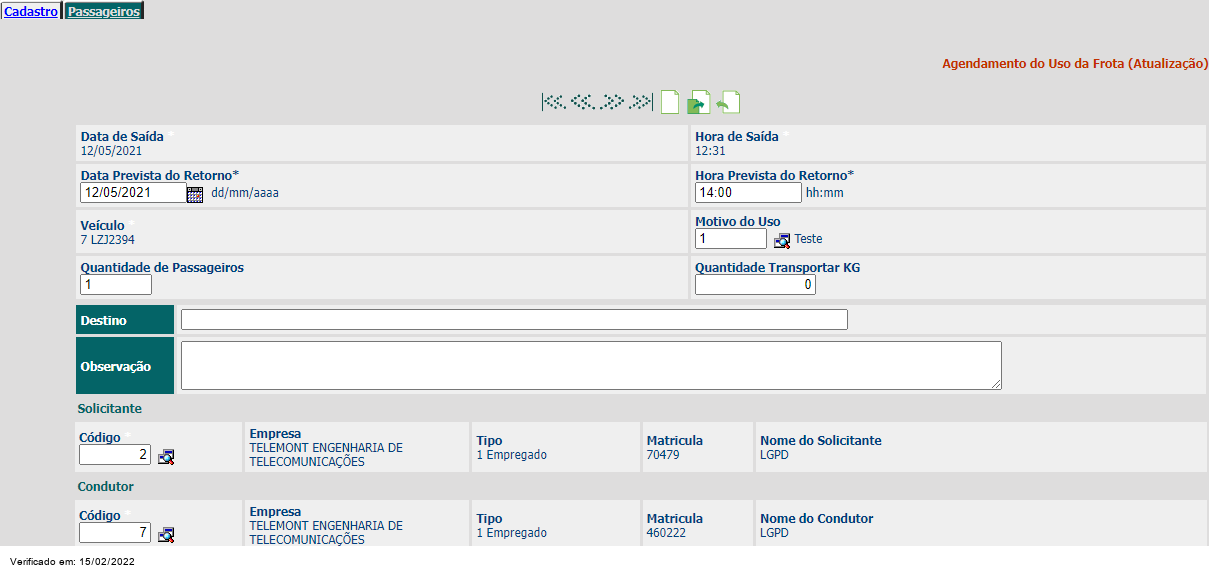 Cadastro Passageiros
Agendamento do Uso da Frota (Atualização)
Data de Saída * Hora de Saída *
12/05/2021 12:31
Data Prevista do Retorno* Hora Prevista do Retorno*
12/05/2021 dd/mm/aaaa 14:00 hh:mm
Veículo * Motivo do Uso
7 LZJ2394 1 Teste
Quantidade de Passageiros Quantidade Transportar KG
1 0
Destino
Observação
Solicitante
Código * Empresa Tipo Matricula Nome do Solicitante
2 TELEMONT ENGENHARIA DE 1 Empregado 70479 LGPD
TELECOMUNICAÇÕES
Condutor
Código * Empresa Tipo Matricula Nome do Condutor
7 TELEMONT ENGENHARIA DE 1 Empregado 460222 LGPD
TELECOMUNICAÇÕES
Verificado em: 15/02/2022